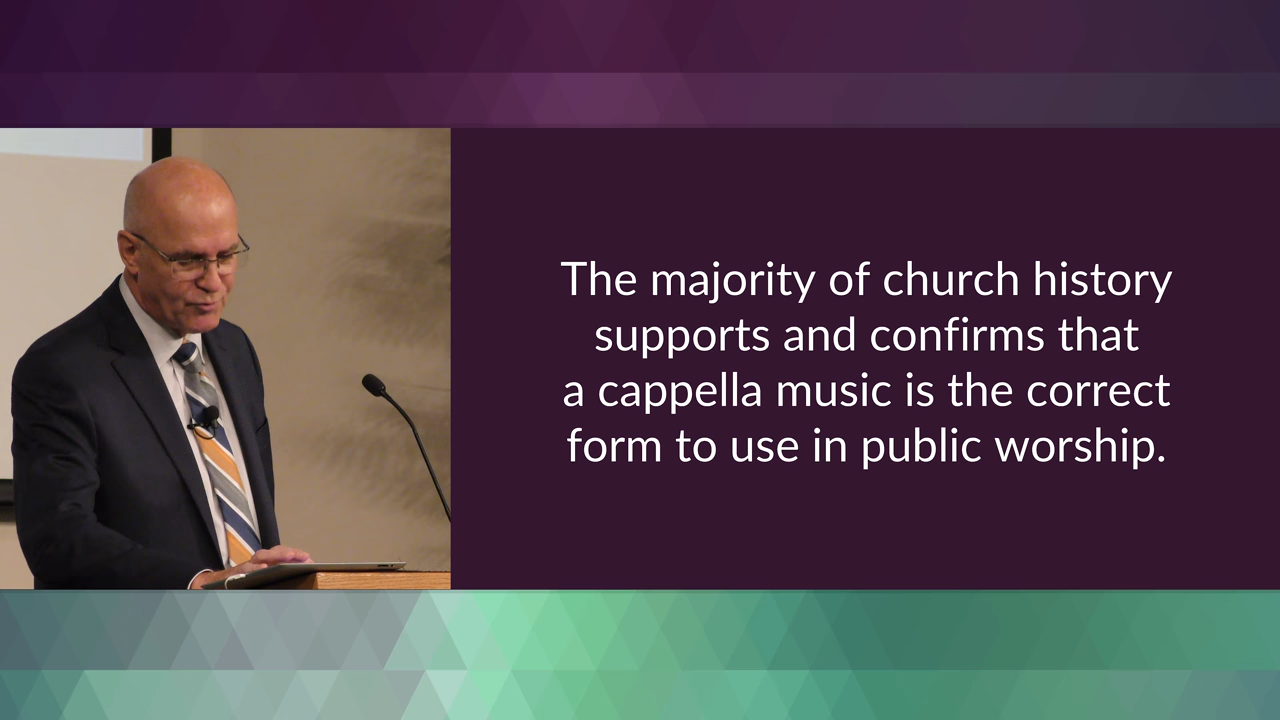 The majority of church history
supports and confirms that
a cappella music is the correct
form to use in public worship.